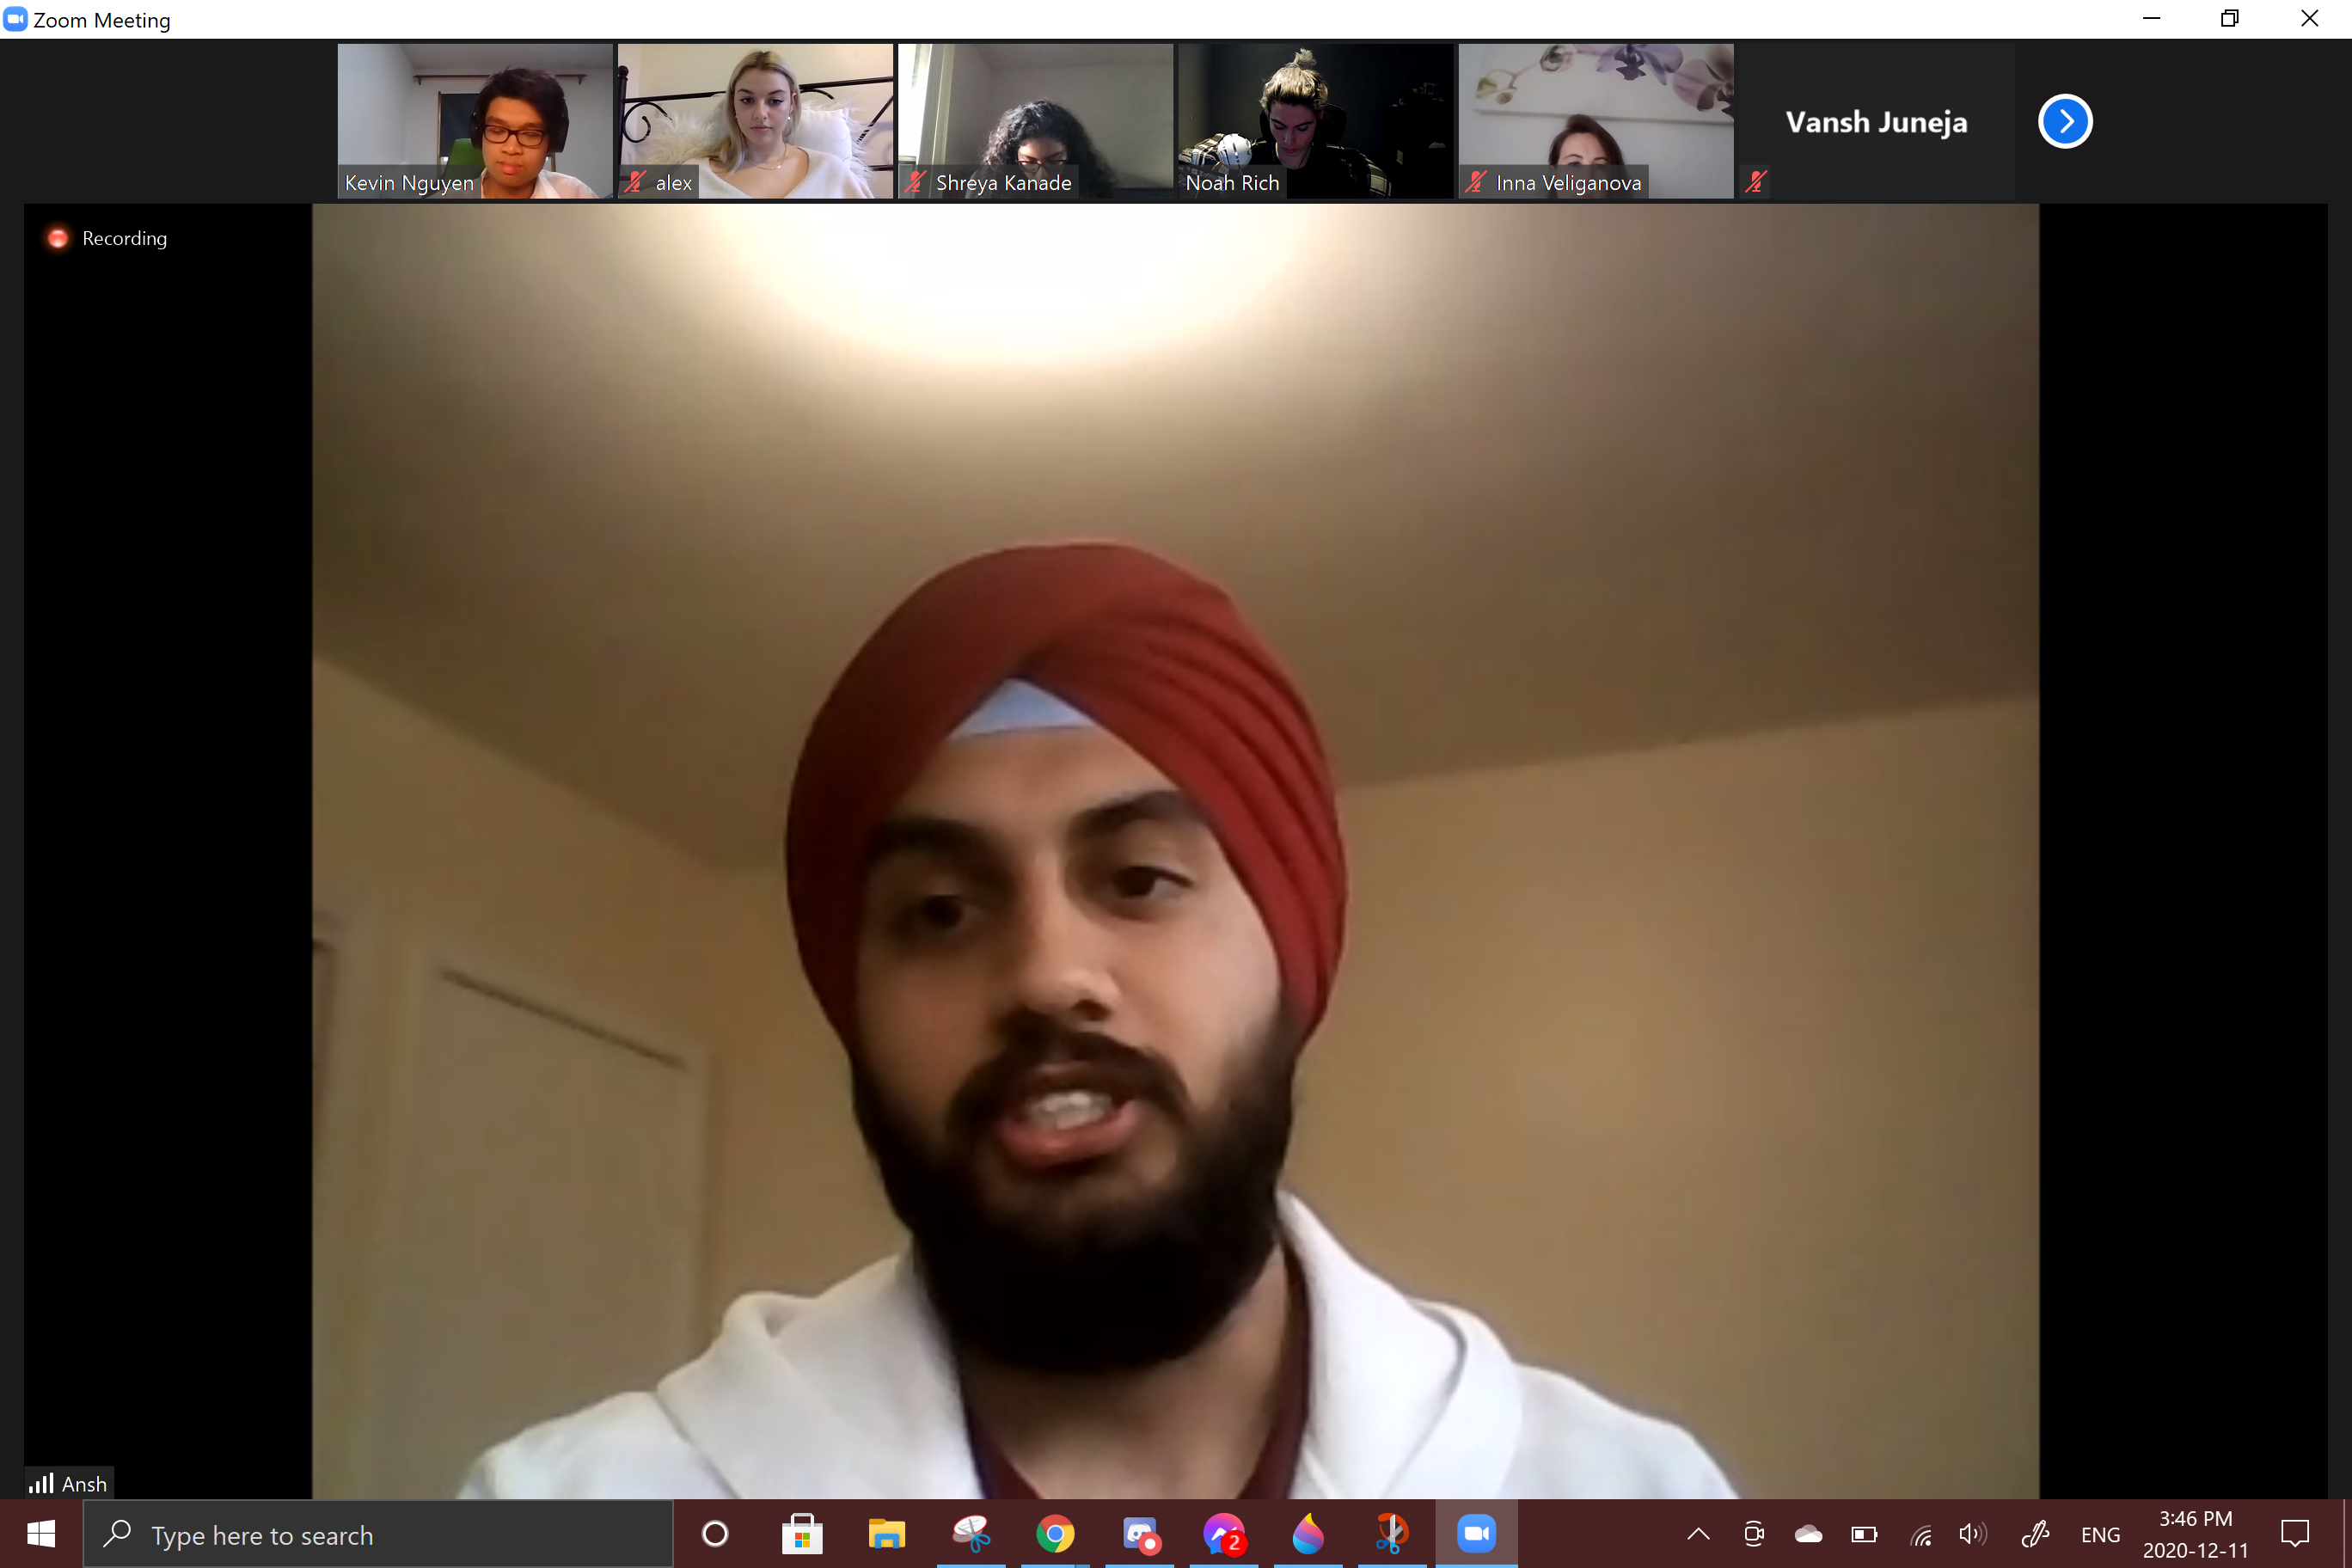 Zoom Meeting
Kevin Nguyen
alex
Shreya Kanade
Noah Rich
Inna Veliganova
Vansh Juneja
Recording
Ansh
Type here to search
2
ENG
3:46 PM
2020-12-11